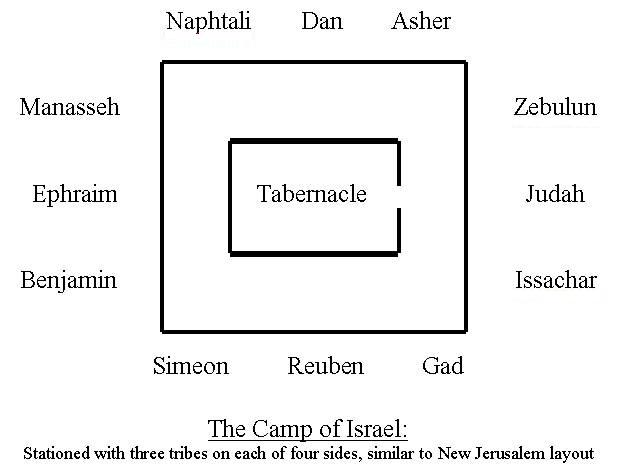 Naphtali Dan Asher
Manasseh Zebulun
Ephraim Tabernacle Judah
Benjamin Issachar
Simeon Reuben Gad
The Camp of Israel:
Stationed with three tribes on each of four sides, similar to New Jerusalem layout